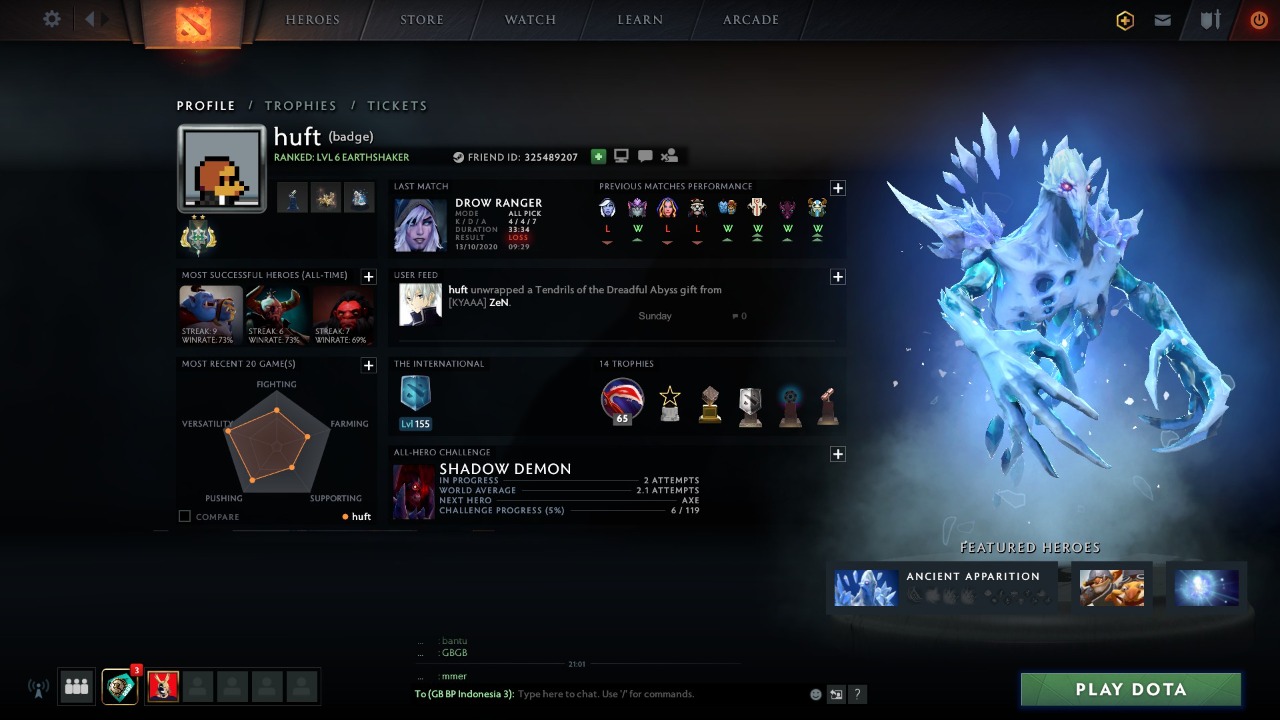 HEROES
STORE
WATCH
LEARN
ARCADE
PROFILE / TROPHIES / TICKETS
huft (badge)
RANKED: LVL 6 EARTHSHAKER
FRIEND ID: 325489207
LAST MATCH
DROW RANGER
MODE ALL PICK
K / D / A 4 / 4 / 7
DURATION 33:34
RESULT LOSS
13/10/2020 09:29
PREVIOUS MATCHES PERFORMANCE
L W L L W W W W
MOST SUCCESSFUL HEROES (ALL-TIME)
STREAK: 9 STREAK: 6 STREAK: 7
WINRATE: 73% WINRATE: 73% WINRATE: 69%
USER FEED
huft unwrapped a Tendrils of the Dreadful Abyss gift from
[KYAAA] ZeN.
Sunday 0
MOST RECENT 20 GAME(S)
FIGHTING
VERSATILITY FARMING
PUSHING SUPPORTING
COMPARE huft
THE INTERNATIONAL
Lvl 155
14 TROPHIES
65
ALL-HERO CHALLENGE
SHADOW DEMON
IN PROGRESS 2 ATTEMPTS
WORLD AVERAGE 2.1 ATTEMPTS
NEXT HERO AXE
CHALLENGE PROGRESS (5%) 6 / 119
FEATURED HEROES
ANCIENT APPARITION
... : bantu
... : GBGB
21:01
... : mmer
To (GB BP Indonesia 3): Type here to chat. Use '/' for commands.
?
3
PLAY DOTA